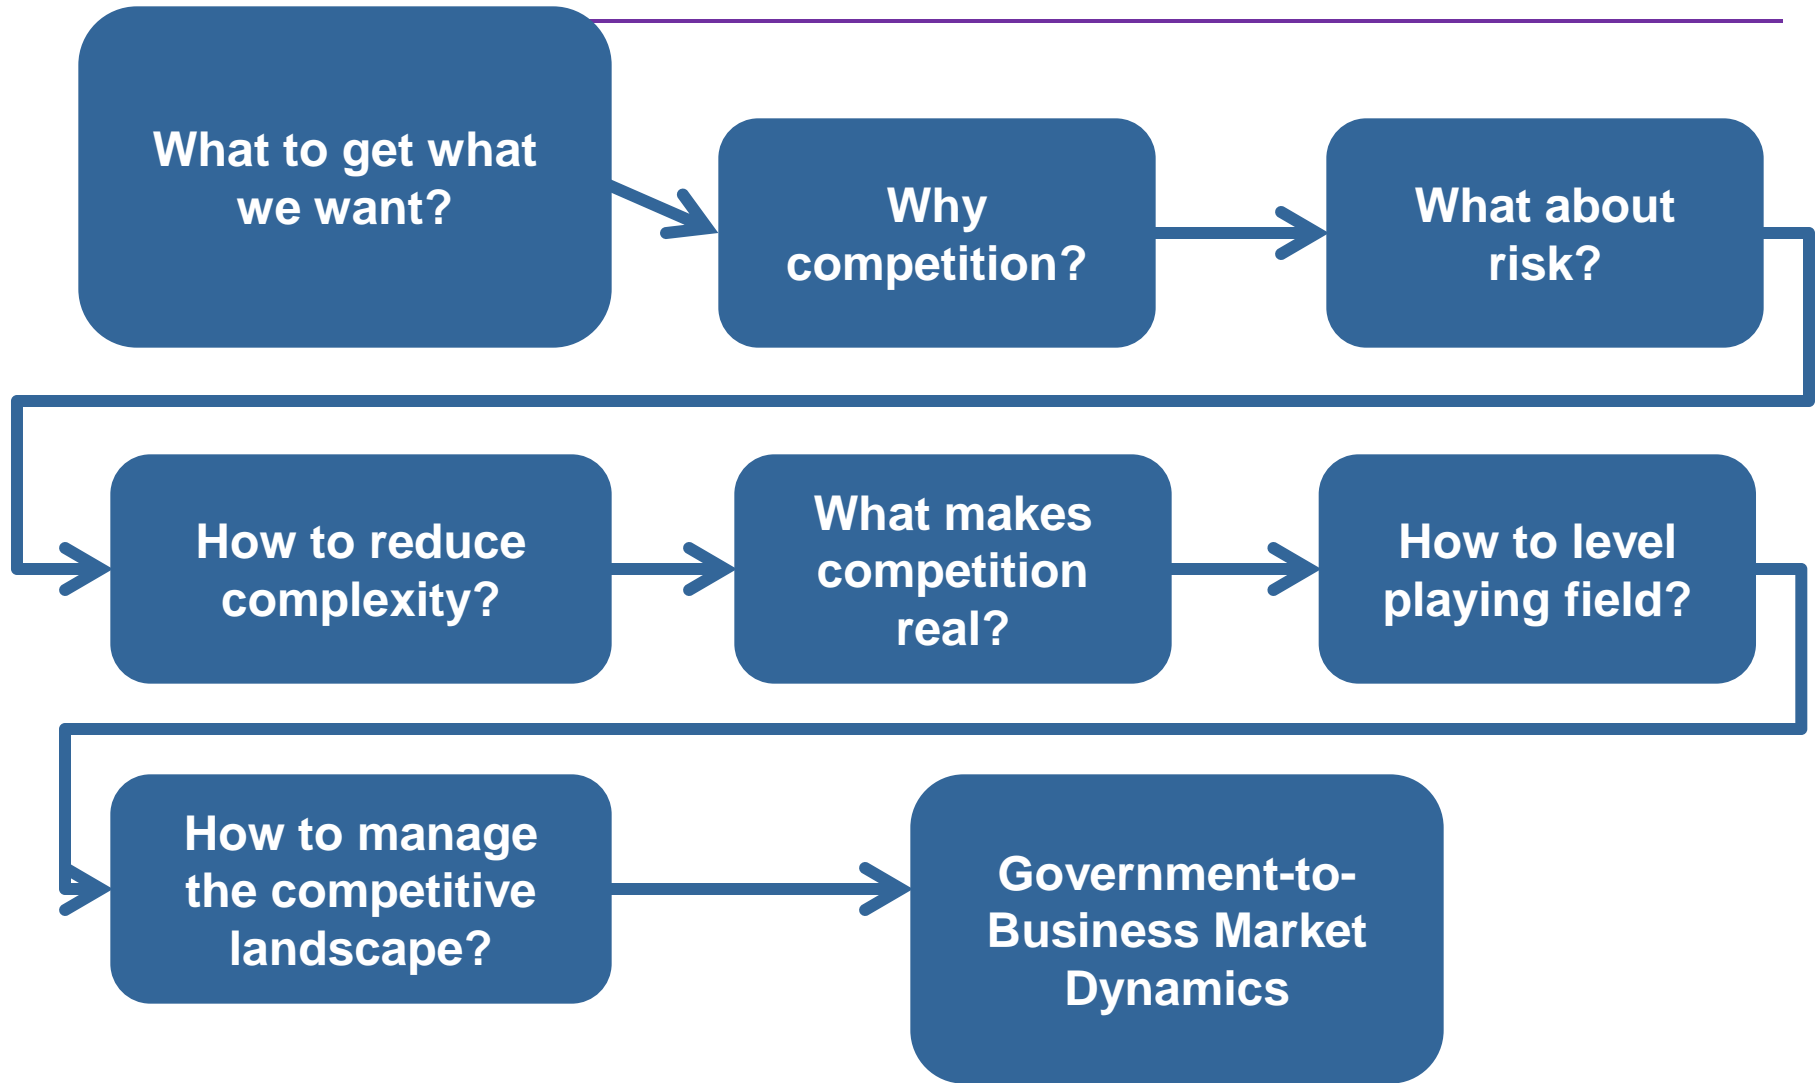 What to get what
we want?
Why
competition?
What about
risk?
How to reduce
complexity?
What makes
competition
real?
How to level
playing field?
How to manage
the competitive
landscape?
Government-to-
Business Market
Dynamics